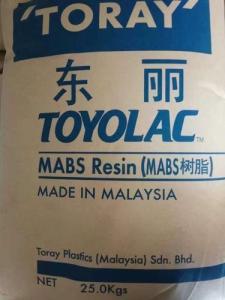 'TORAY'
东丽
TOYOLAC™
MABS Resin (MABS树脂)
MADE IN MALAYSIA
Toray Plastics (Malaysia) Sdn. Bhd.
NET 25.0Kgs